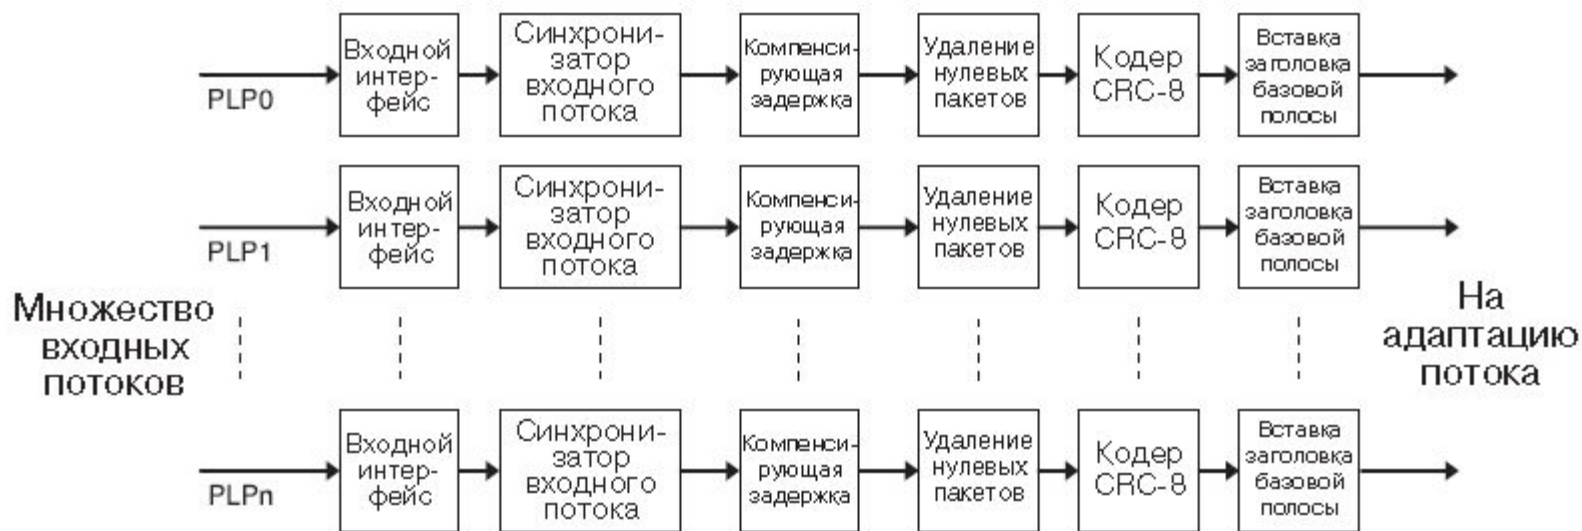 Входной
интер-
фейс
Синхрони-
затор
входного
потока
Компенси-
рующая
задержка
Удаление
нулевых
пакетов
Кодер
CRC-8
Вставка
заголовка
базовой
полосы
PLP0
Входной
интер-
фейс
Синхрони-
затор
входного
потока
Компенси-
рующая
задержка
Удаление
нулевых
пакетов
Кодер
CRC-8
Вставка
заголовка
базовой
полосы
PLP1
Множество
входных
потоков
На
адаптацию
потока
Входной
интер-
фейс
Синхрони-
затор
входного
потока
Компенси-
рующая
задержка
Удаление
нулевых
пакетов
Кодер
CRC-8
Вставка
заголовка
базовой
полосы
PLPn